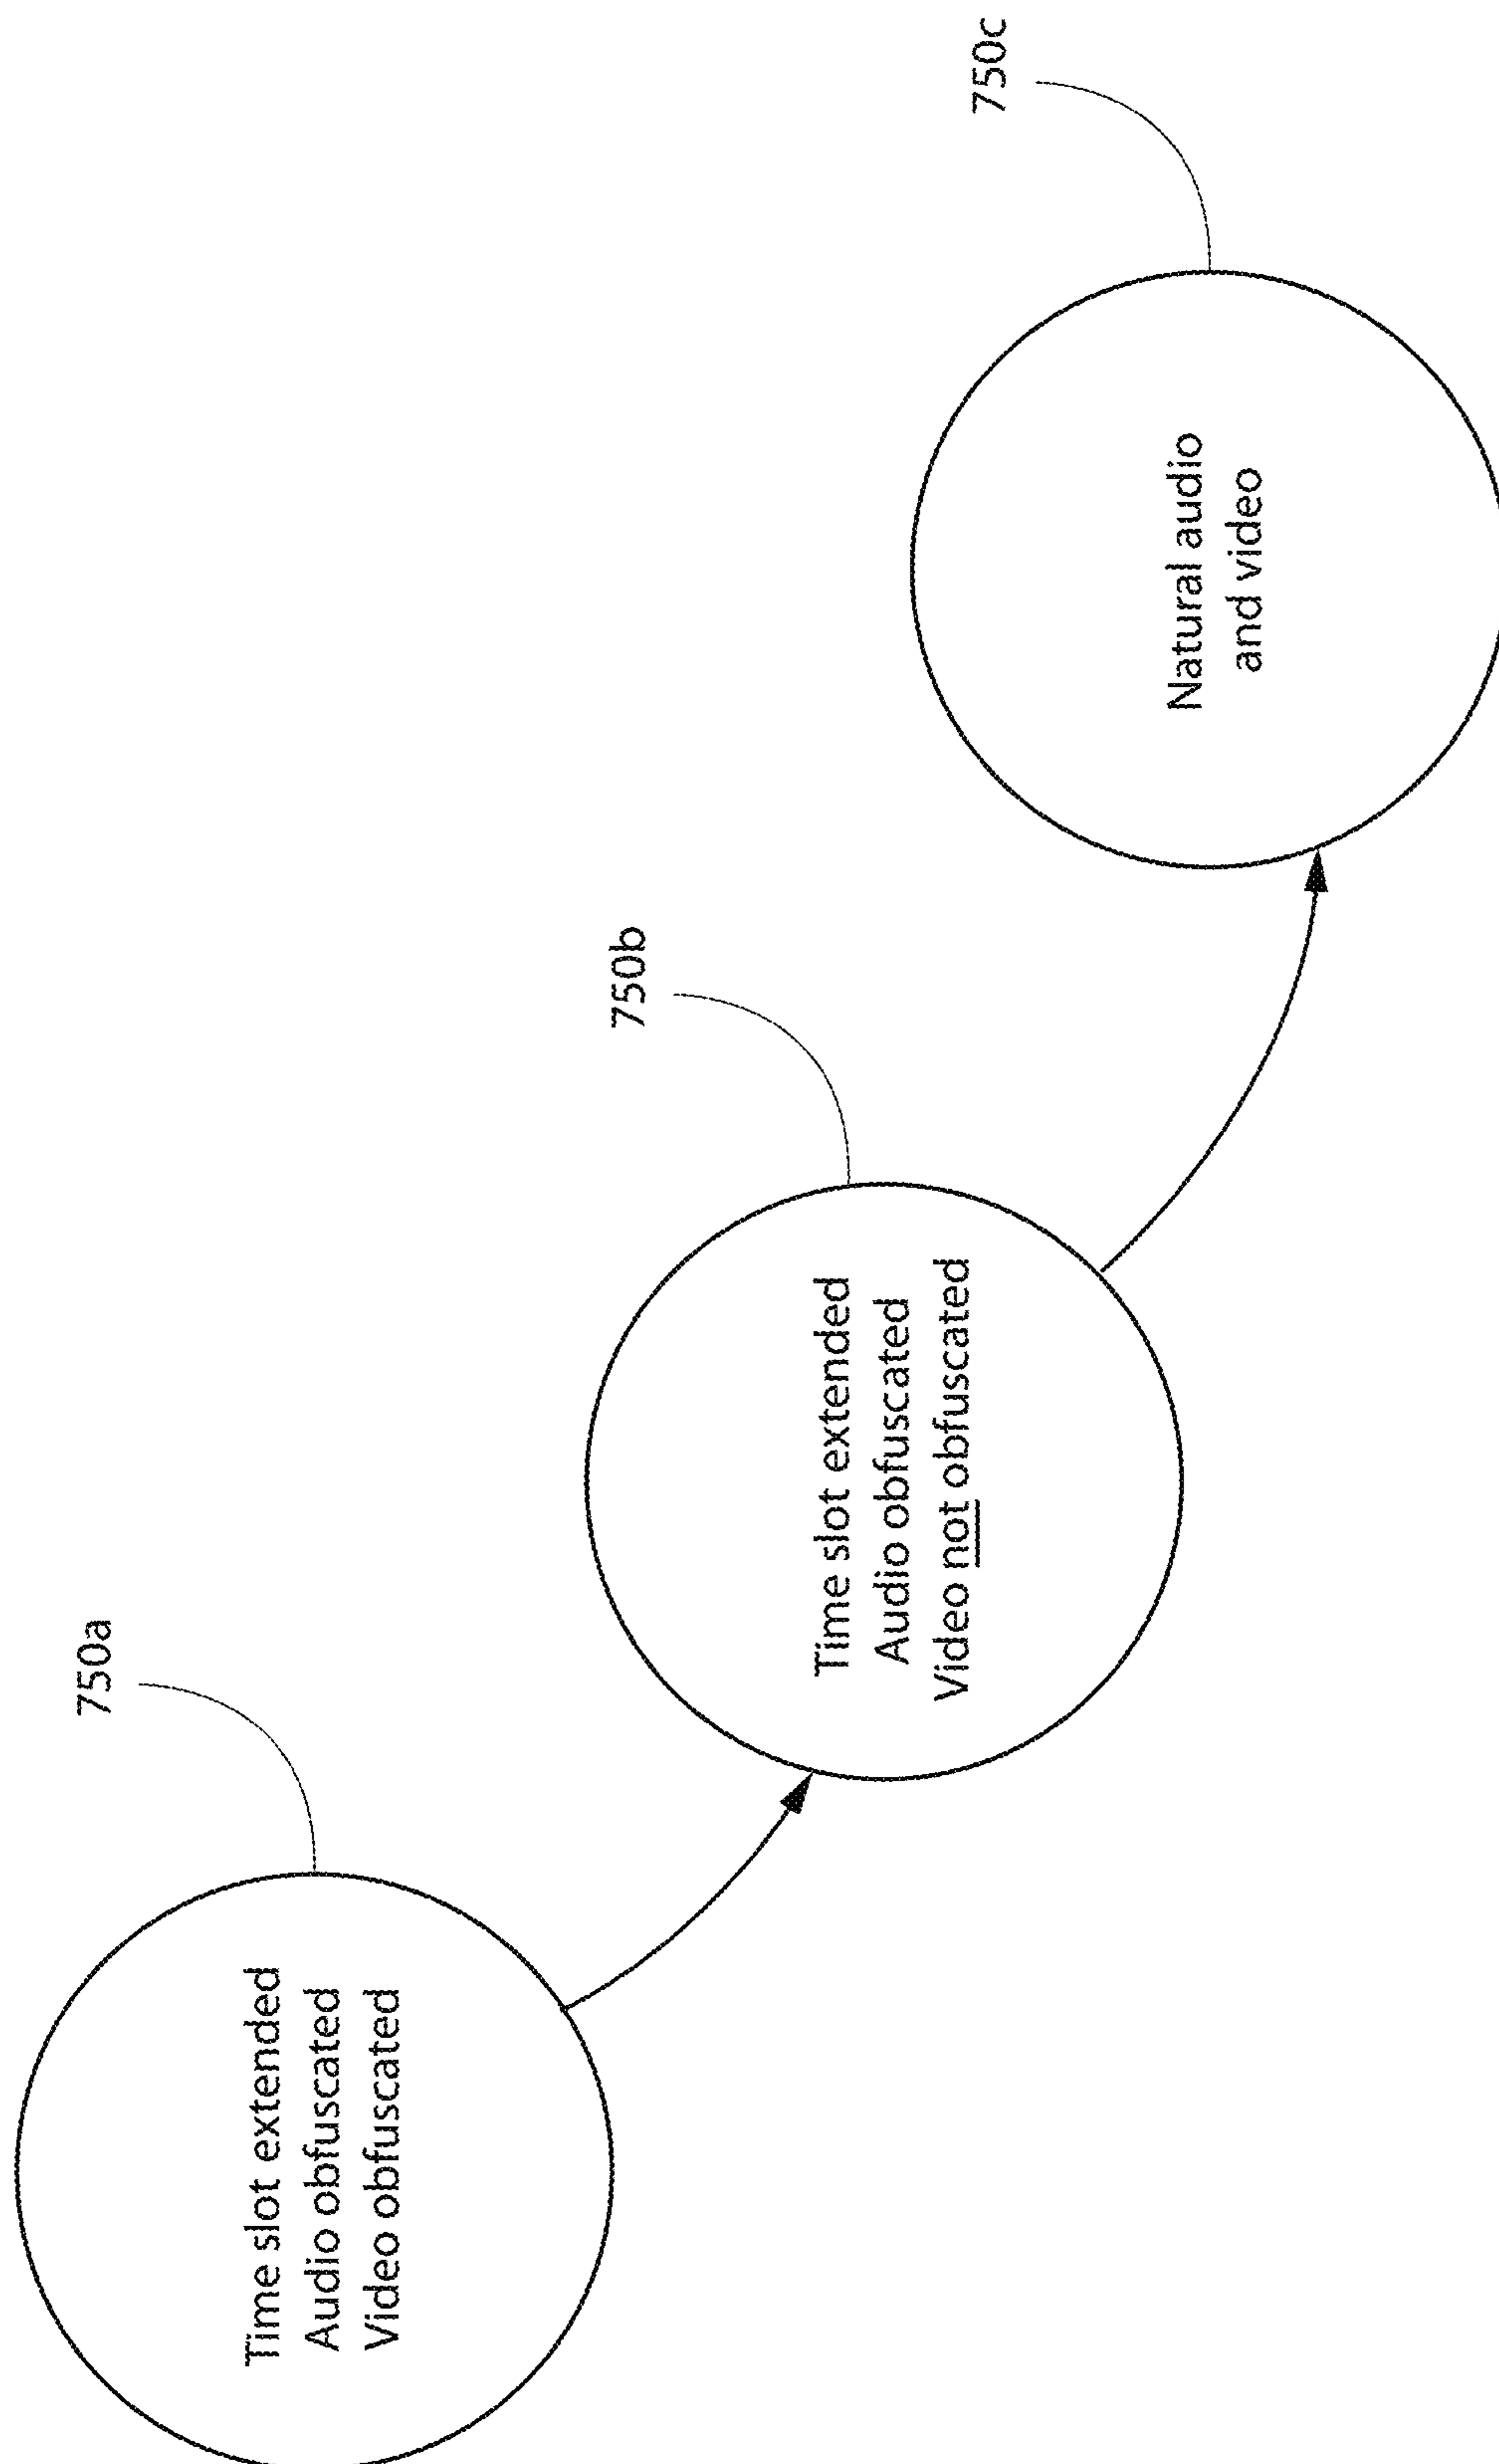 750a
Time slot extended
Audio obfuscated
Video obfuscated
750b
Time slot extended
Audio obfuscated
Video not obfuscated
750c
Natural audio
and video